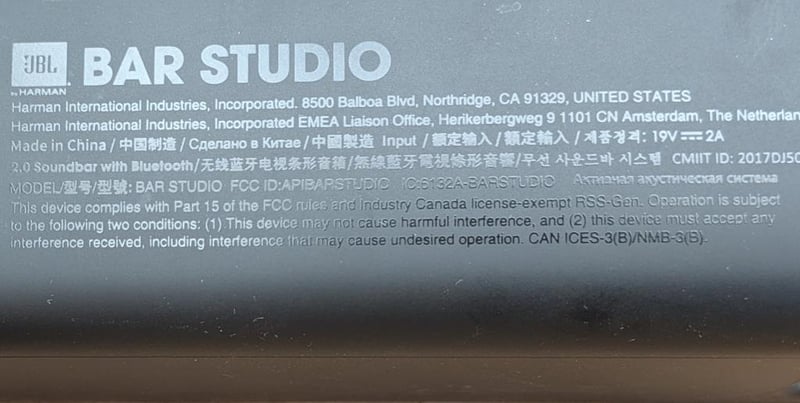 JBL BAR STUDIO
by HARMAN
Harman International Industries, Incorporated. 8500 Balboa Blvd, Northridge, CA 91329, UNITED STATES
Harman International Industries, Incorporated EMEA Liaison Office, Herikerbergweg 9 1101 CN Amsterdam, The Netherlan
Made in China / 中国制造 / Сделано в Китае / 中國製造 Input / 额定输入 / 額定輸入 / 제품정격: 19V⎓2A
2.0 Soundbar with Bluetooth/无线蓝牙电视条形音箱/無線藍牙電視條形音響/무선 사운드바 시스템 CMIIT ID: 2017DJ50
MODEL/型号/型號: BAR STUDIO FCC ID:APIBARSTUDIO IC:6132A-BARSTUDIO Активная акустическая система
This device complies with Part 15 of the FCC rules and Industry Canada license-exempt RSS-Gen. Operation is subject
to the following two conditions: (1) This device may not cause harmful interference, and (2) this device must accept any
interference received, including interference that may cause undesired operation. CAN ICES-3(B)/NMB-3(B).